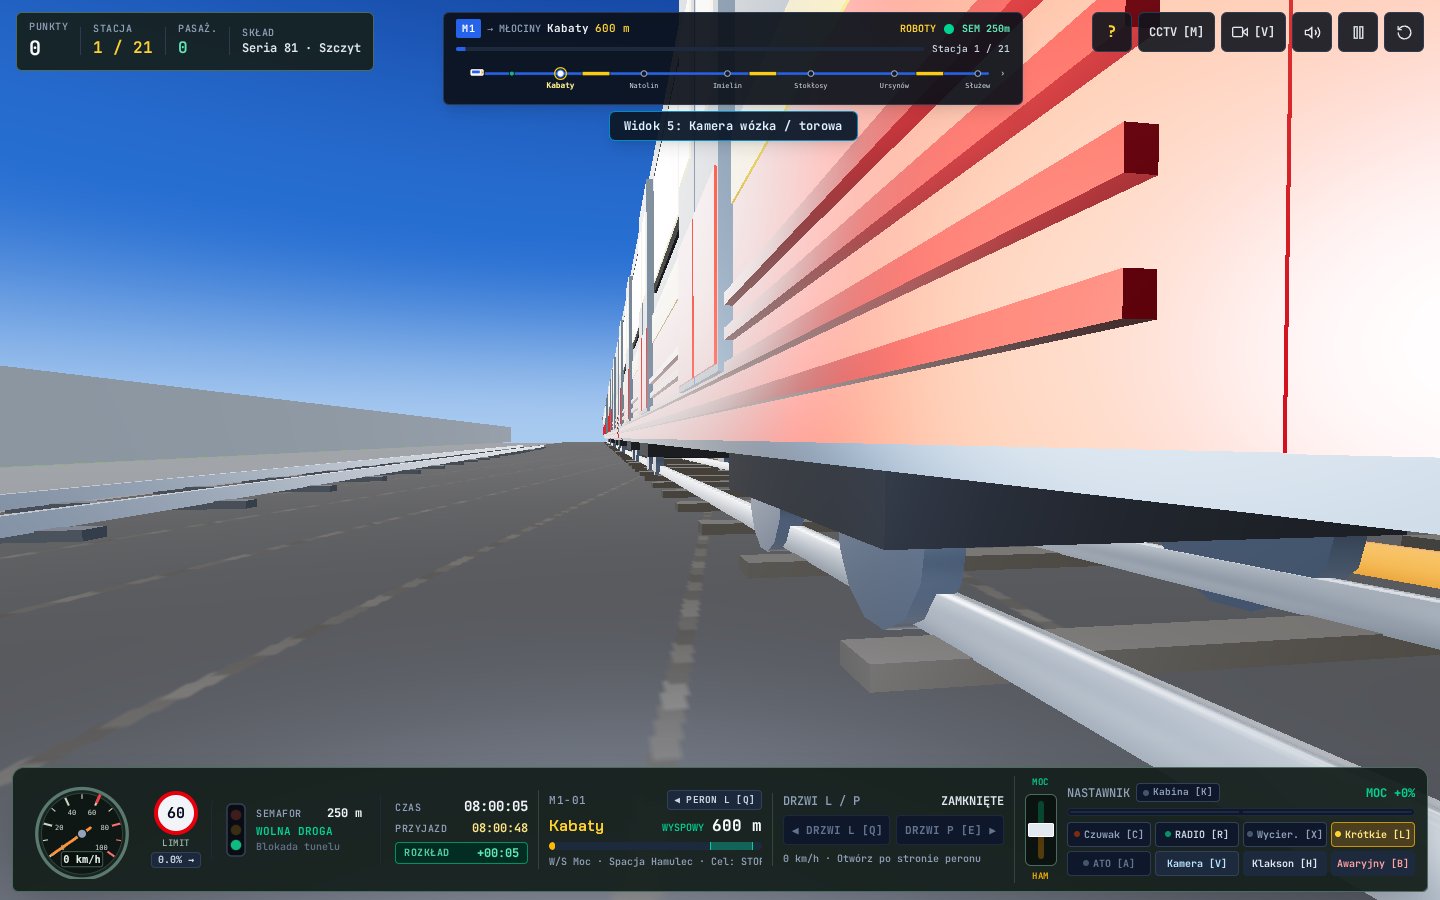 PUNKTY
0
STACJA
1 / 21
PASAŻ.
0
SKŁAD
Seria 81 · Szczyt
M1 → MŁOCINY Kabaty 600 m
ROBOTY SEM 250m
Stacja 1 / 21
Kabaty Natolin Imielin Stokłosy Ursynów Służew
Widok 5: Kamera wózka / torowa
?
CCTV [M]
[V]
20 40 60 80 100
0 km/h
60
LIMIT
0.0% →
SEMAFOR 250 m
WOLNA DROGA
Blokada tunelu
CZAS 08:00:05
PRZYJAZD 08:00:48
ROZKŁAD +00:05
M1-01 ◀ PERON L [Q]
Kabaty WYSPOWY 600 m
W/S Moc · Spacja Hamulec · Cel: STOP
DRZWI L / P ZAMKNIĘTE
◀ DRZWI L [Q] DRZWI P [E] ▶
0 km/h · Otwórz po stronie peronu
MOC
HAM
NASTAWNIK Kabina [K] MOC +0%
Czuwak [C] RADIO [R] Wycier. [X] Krótkie [L]
ATO [A] Kamera [V] Klakson [H] Awaryjny [B]